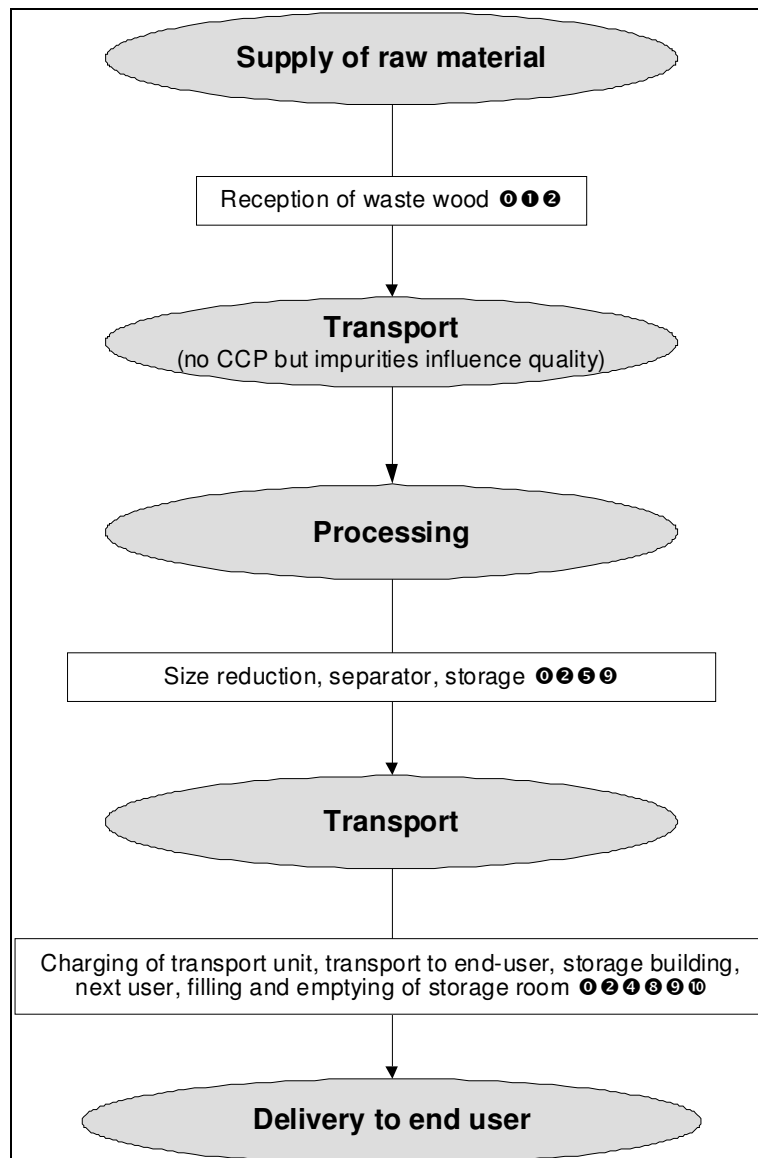 Supply of raw material
Reception of waste wood ⓿❶❷
Transport
(no CCP but impurities influence quality)
Processing
Size reduction, separator, storage ⓿❷❺❾
Transport
Charging of transport unit, transport to end-user, storage building,
next user, filling and emptying of storage room ⓿❷❹❽❾❿
Delivery to end user